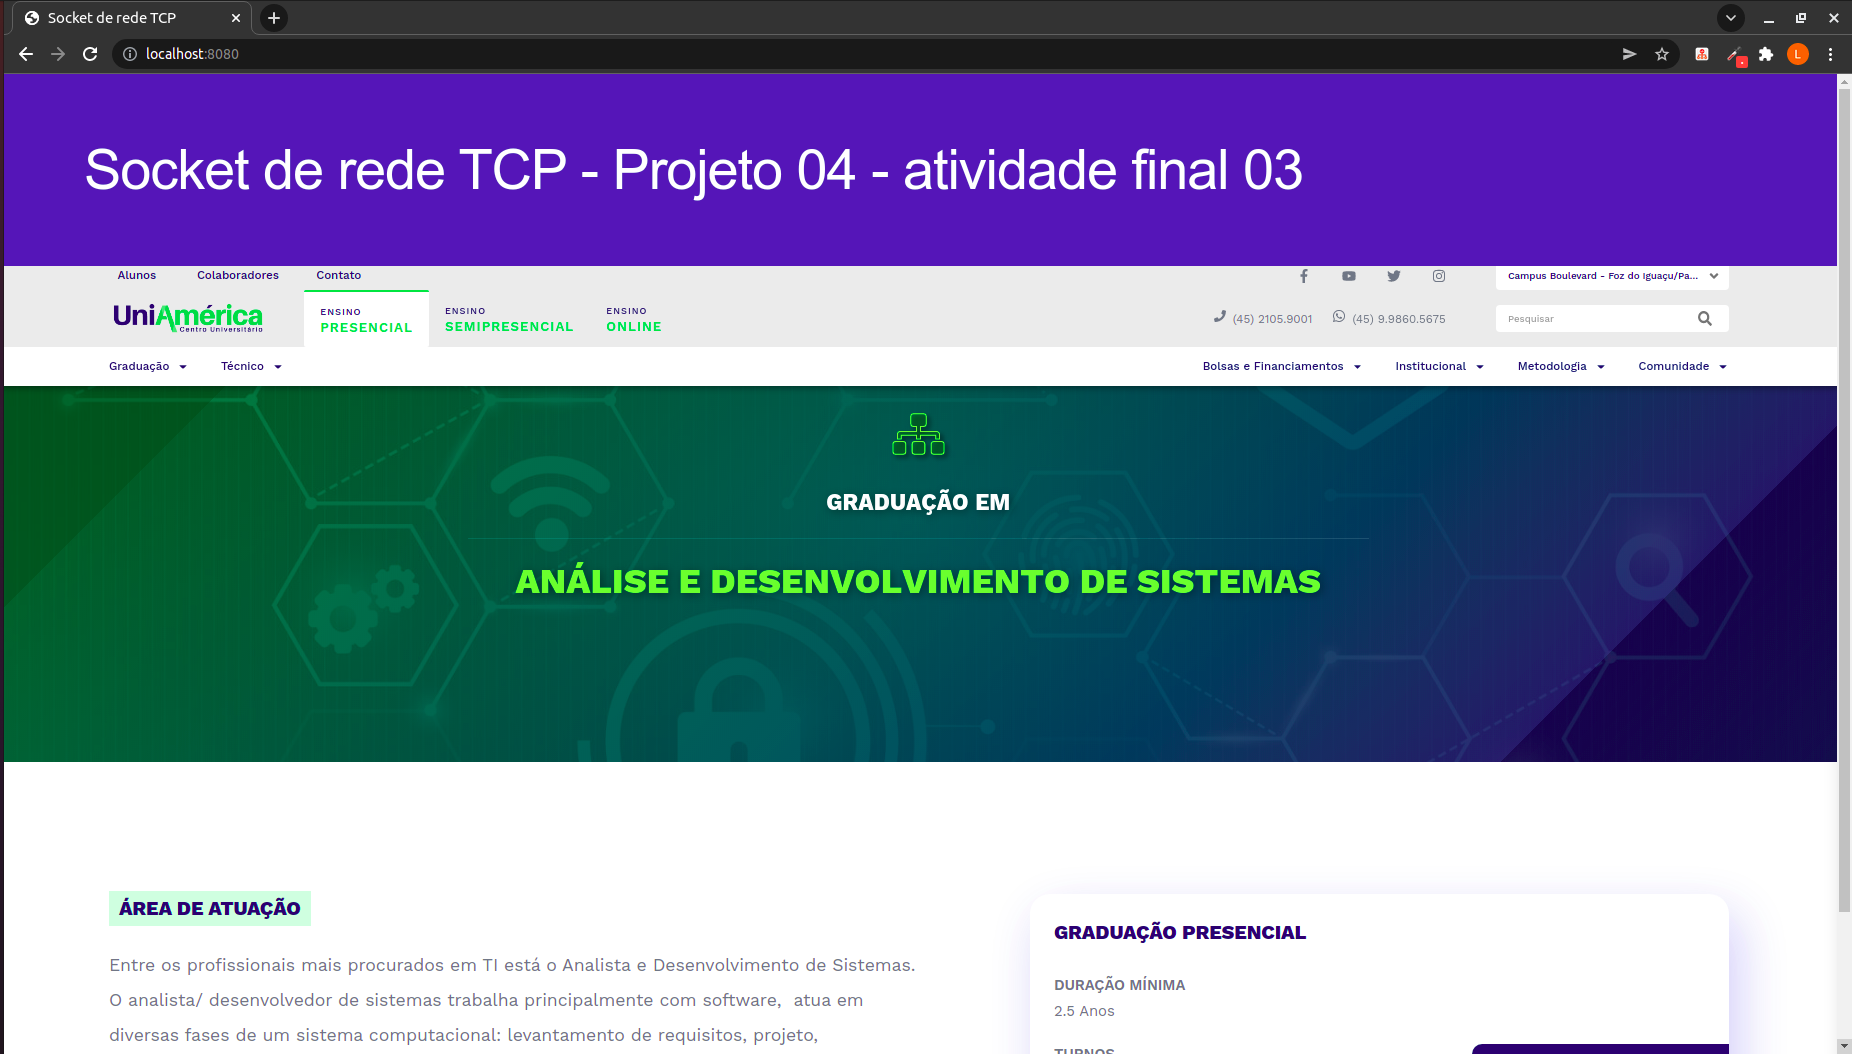 Socket de rede TCP
localhost:8080
L
Socket de rede TCP - Projeto 04 - atividade final 03
Alunos Colaboradores Contato
Campus Boulevard - Foz do Iguaçu/Pa...
UniAmérica
Centro Universitário
ENSINO
PRESENCIAL
ENSINO
SEMIPRESENCIAL
ENSINO
ONLINE
(45) 2105.9001 (45) 9.9860.5675
Pesquisar
Graduação Técnico Bolsas e Financiamentos Institucional Metodologia Comunidade
GRADUAÇÃO EM
ANÁLISE E DESENVOLVIMENTO DE SISTEMAS
ÁREA DE ATUAÇÃO
Entre os profissionais mais procurados em TI está o Analista e Desenvolvimento de Sistemas.
O analista/ desenvolvedor de sistemas trabalha principalmente com software, atua em
diversas fases de um sistema computacional: levantamento de requisitos, projeto,
GRADUAÇÃO PRESENCIAL
DURAÇÃO MÍNIMA
2.5 Anos
TURNOS